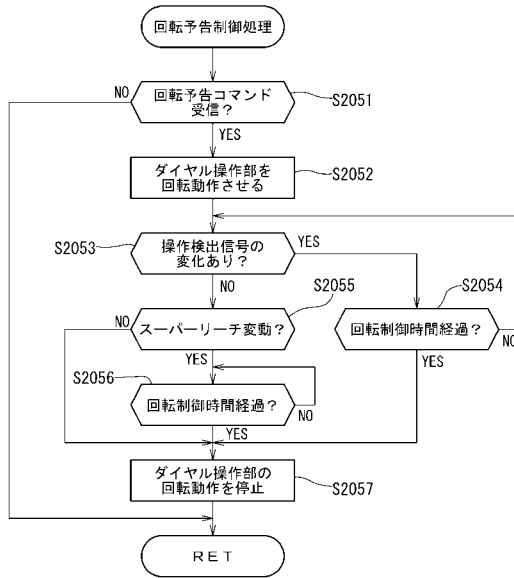 回転予告制御処理
NO
回転予告コマンド
受信？
S2051
YES
ダイヤル操作部を
回転動作させる
S2052
S2053
操作検出信号の
変化あり？
YES
NO
S2055
S2054
NO
スーパーリーチ変動？
回転制御時間経過？
NO
YES
YES
S2056
回転制御時間経過？
NO
YES
ダイヤル操作部の
回転動作を停止
S2057
RET